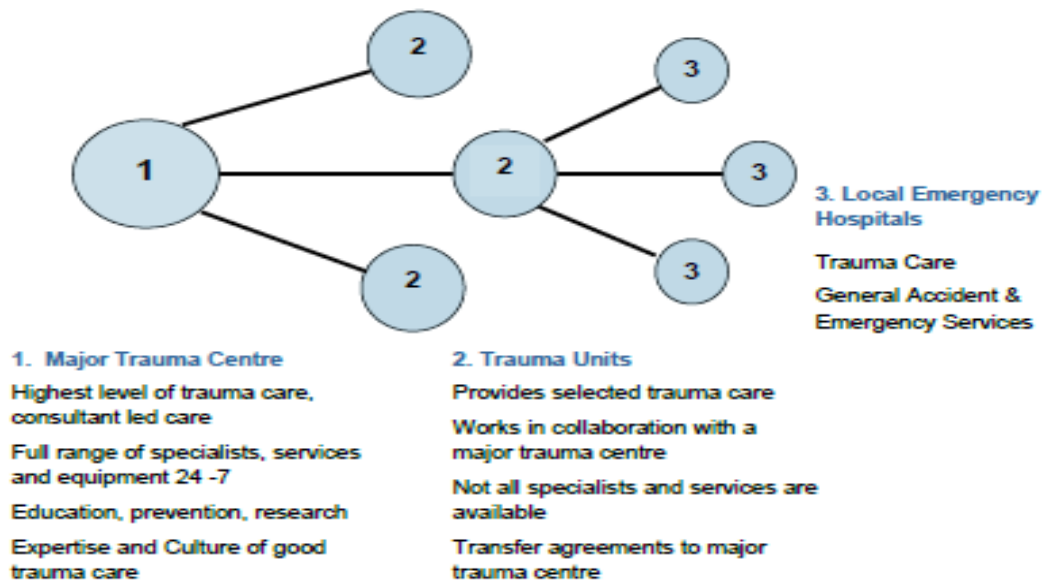 2
3
1
2
3
2
3
3. Local Emergency
Hospitals
Trauma Care
General Accident &
Emergency Services
1. Major Trauma Centre
Highest level of trauma care,
consultant led care
Full range of specialists, services
and equipment 24 -7
Education, prevention, research
Expertise and Culture of good
trauma care
2. Trauma Units
Provides selected trauma care
Works in collaboration with a
major trauma centre
Not all specialists and services are
available
Transfer agreements to major
trauma centre